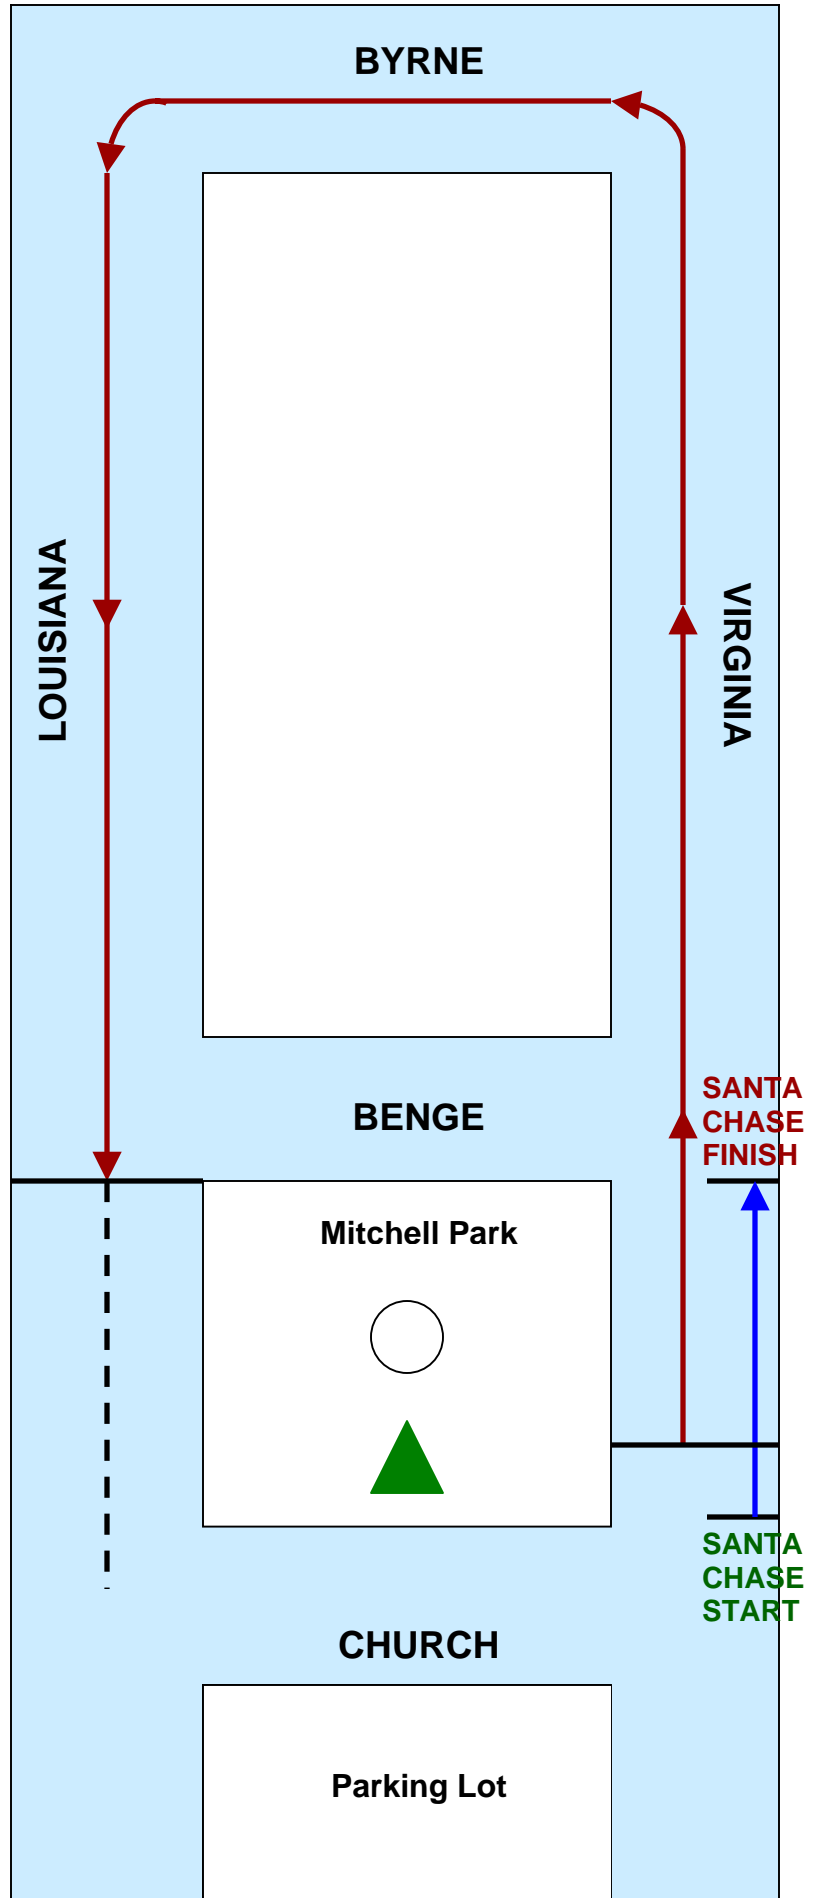 BYRNE
LOUISIANA
VIRGINIA
SANTA
CHASE
FINISH
BENGE
Mitchell Park
SANTA
CHASE
START
CHURCH
Parking Lot